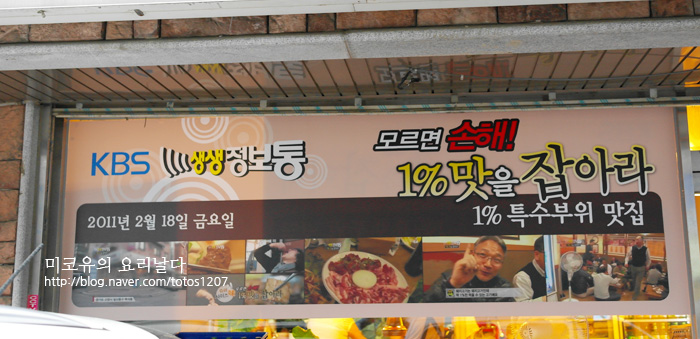 KBS 생생정보통
모르면 손해!
1% 맛을 잡아라
2011년 2월 18일 금요일
1% 특수부위 맛집
미코유의 요리날다
http://blog.naver.com/totos1207